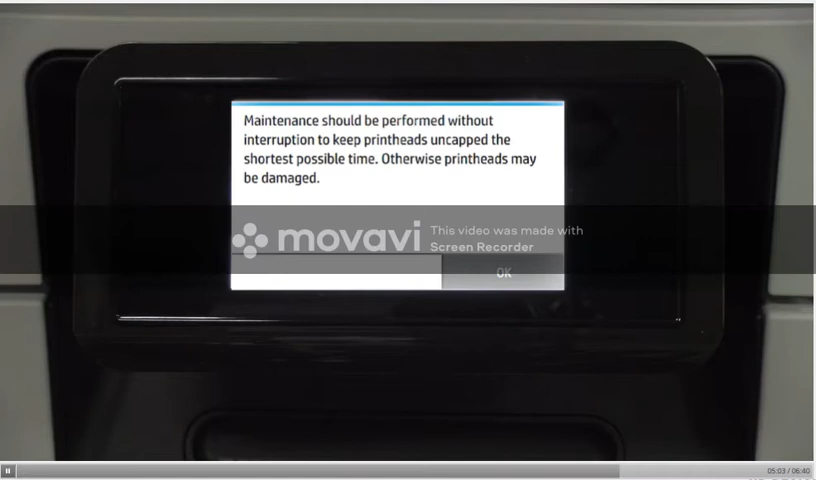 Maintenance should be performed without
interruption to keep printheads uncapped the
shortest possible time. Otherwise printheads may
be damaged.
movavi
This video was made with
Screen Recorder
OK
05:03 / 06:40